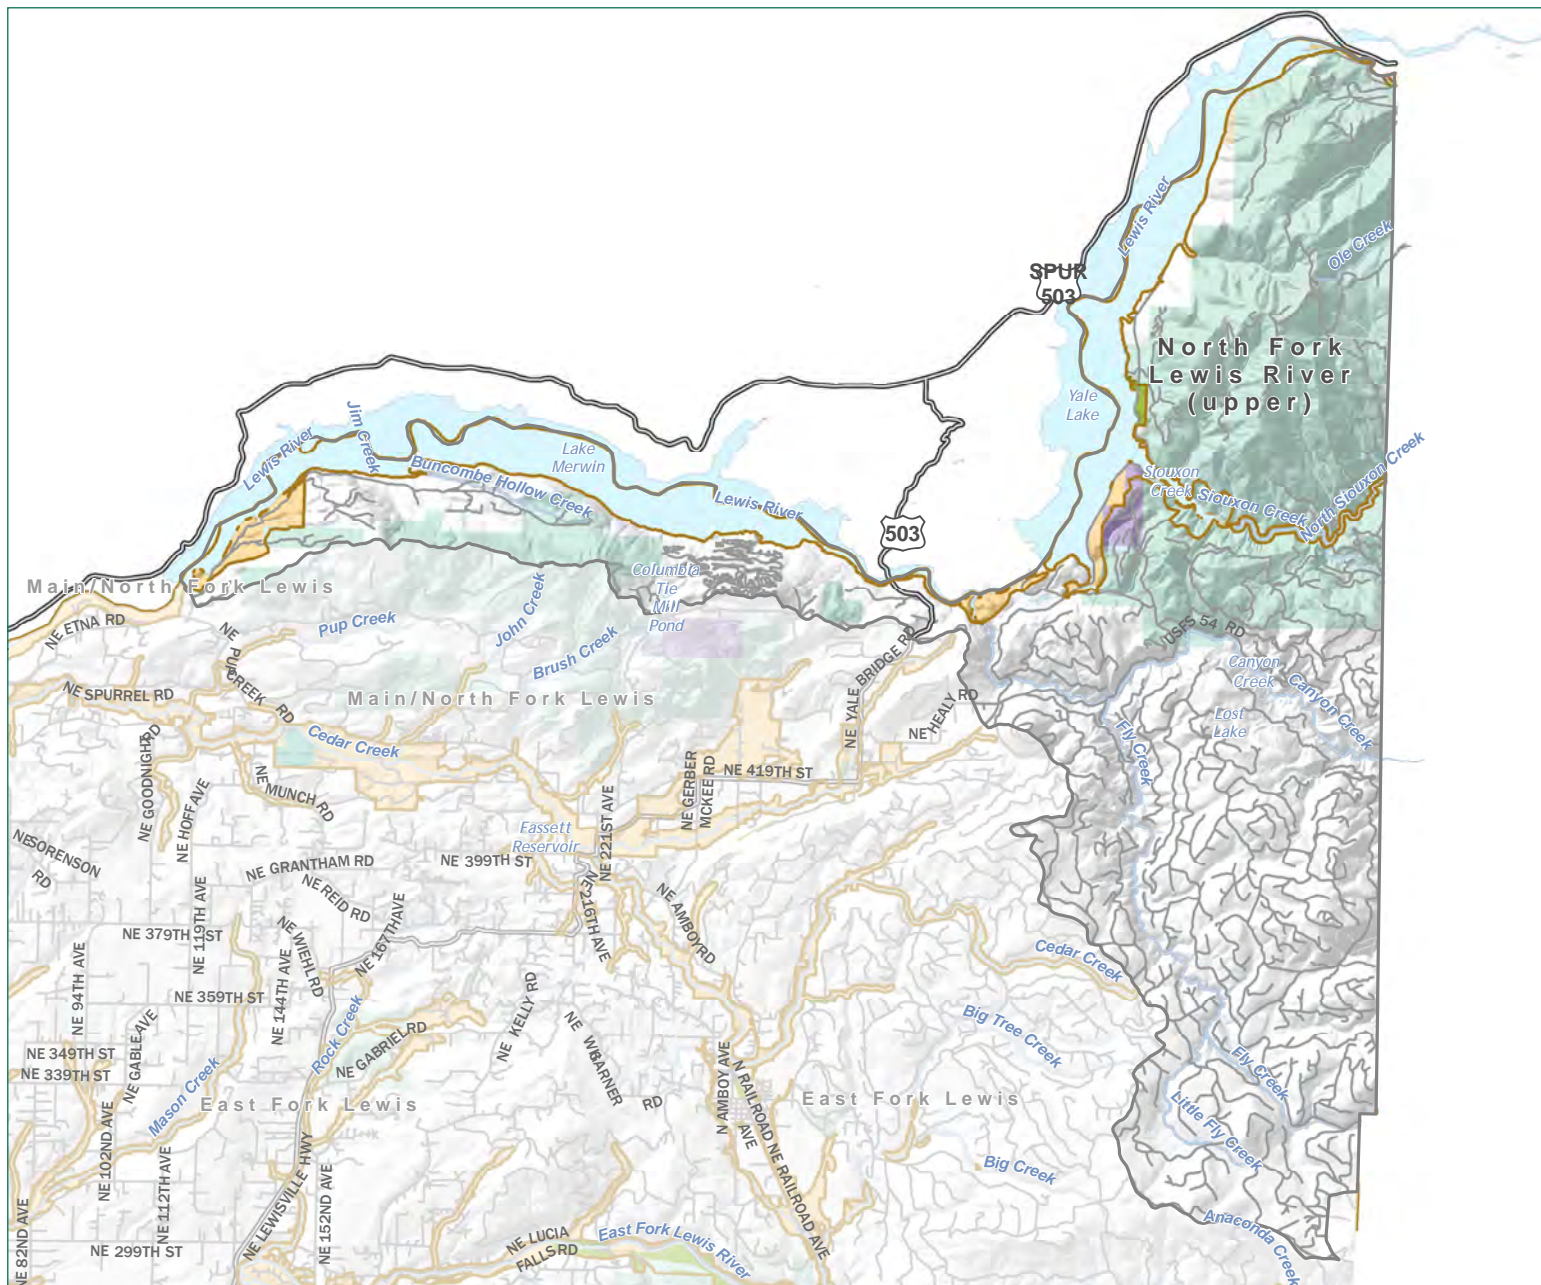 SPUR
503
Lewis River
Ole Creek
North Fork
Lewis River
(upper)
Yale
Lake
Jim Creek
Lewis River
Lake
Merwin
Buncombe Hollow Creek
Lewis River
503
Siouxon
Creek
Siouxon Creek
North Siouxon Creek
Main/North Fork Lewis
Columbia
Tie
Mill
Pond
NE ETNA RD
Pup Creek
John Creek
Brush Creek
NE PUP
CREEK RD
NE YALE BRIDGE RD
USFS 54 RD
Canyon
Creek
Canyon Creek
NE SPURREL RD
Main/North Fork Lewis
NE HEALY RD
Lost
Lake
Fly Creek
NE GOODNIGHT
RD
Cedar Creek
NE MUNCH RD
NE HOFF AVE
NE GERBER
MCKEE RD
NE 419TH ST
NE 221ST AVE
Fassett
Reservoir
NE SORENSON
RD
NE GRANTHAM RD
NE 399TH ST
NE REID RD
NE 216TH AVE
NE AMBOY RD
NE 119TH AVE
NE 379TH ST
NE WIEHL RD
NE 167TH AVE
NE 94TH AVE
NE 144TH AVE
Cedar Creek
NE 359TH ST
NE KELLY RD
Big Tree Creek
NE GABLE AVE
Rock Creek
NE GABRIEL RD
NE 349TH ST
NE 339TH ST
NE WARNER
RD
N AMBOY AVE
AVE
N RAILROAD
NE RAILROAD AVE
Fly Creek
Little Fly Creek
Mason Creek
East Fork Lewis
East Fork Lewis
NE 102ND AVE
NE 112TH AVE
NE LEWISVILLE HWY
NE 152ND AVE
Big Creek
NE 82ND AVE
NE 299TH ST
NE LUCIA
FALLS RD
East Fork Lewis River
Anaconda Creek